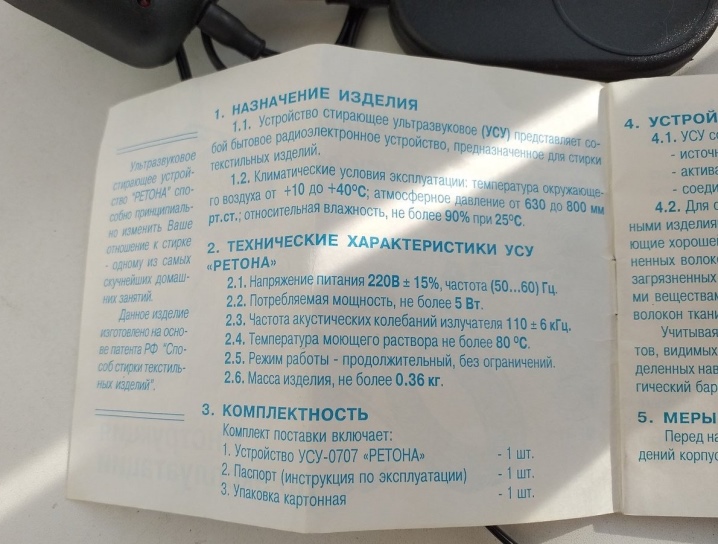 Ультразвуковое
стирающее устрой-
ство "РЕТОНА" спо-
собно принципиаль-
но изменить Ваше
отношение к стирке
- одному из самых
скучнейших домаш-
них занятий.
Данное изделие
изготовлено на осно-
ве патента РФ "Спо-
соб стирки текстиль-
ных изделий".
1. НАЗНАЧЕНИЕ ИЗДЕЛИЯ
1.1. Устройство стирающее ультразвуковое (УСУ) представляет со-
бой бытовое радиоэлектронное устройство, предназначенное для стирки
текстильных изделий.
1.2. Климатические условия эксплуатации: температура окружающе-
го воздуха от +10 до +40°С; атмосферное давление от 630 до 800 мм
рт.ст.; относительная влажность, не более 90% при 25°С.
2. ТЕХНИЧЕСКИЕ ХАРАКТЕРИСТИКИ УСУ
«РЕТОНА»
2.1. Напряжение питания 220В ± 15%, частота (50...60) Гц.
2.2. Потребляемая мощность, не более 5 Вт.
2.3. Частота акустических колебаний излучателя 110 ± 6 кГц.
2.4. Температура моющего раствора не более 80 °С.
2.5. Режим работы - продолжительный, без ограничений.
2.6. Масса изделия, не более 0.36 кг.
3. КОМПЛЕКТНОСТЬ
Комплект поставки включает:
1. Устройство УСУ-0707 «РЕТОНА» - 1 шт.
2. Паспорт (инструкция по эксплуатации) - 1 шт.
3. Упаковка картонная - 1 шт.
4. УСТРОЙ
4.1. УСУ со
- источн
- актива
- соеди
4.2. Для с
ными изделия
ющие хорошей
ненных волок
загрязненных
ми веществам
волокон ткани
Учитывая
тов, видимых
деленных нав
гический бар
5. МЕРЫ
Перед на
дений корпус